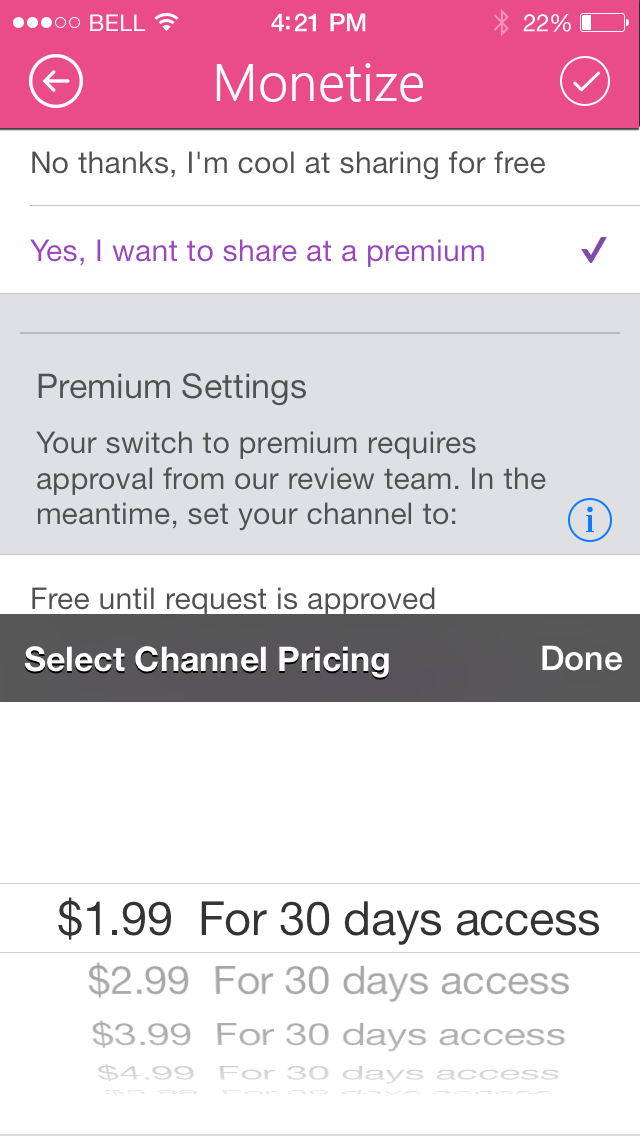 BELL 4:21 PM 22%
Monetize
No thanks, I'm cool at sharing for free
Yes, I want to share at a premium
Premium Settings
Your switch to premium requires
approval from our review team. In the
meantime, set your channel to:
i
Free until request is approved
Select Channel Pricing Done
$1.99 For 30 days access
$2.99 For 30 days access
$3.99 For 30 days access
$4.99 For 30 days access